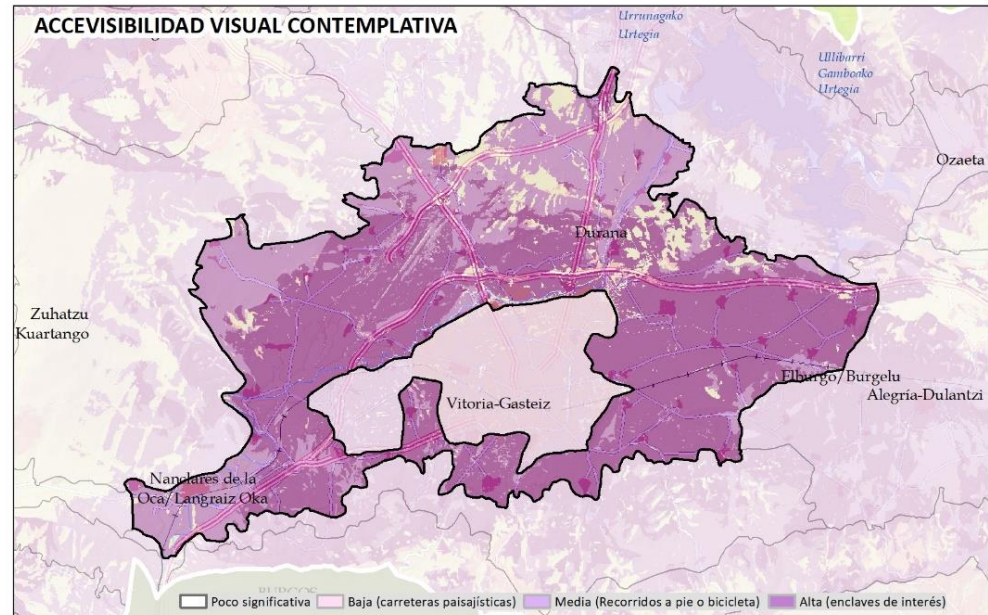 ACCEVISIBILIDAD VISUAL CONTEMPLATIVA
Urrunagako
Urtegia
Ullibarri
Gamboako
Urtegia
Ozaeta
Durana
Zuhatzu
Kuartango
Elburgo/Burgelu
Alegría-Dulantzi
Vitoria-Gasteiz
Nanclares de la
Oca/Langraiz Oka
BURGOS
Poco significativa
Baja (carreteras paisajísticas)
Media (Recorridos a pie o bicicleta)
Alta (enclaves de interés)